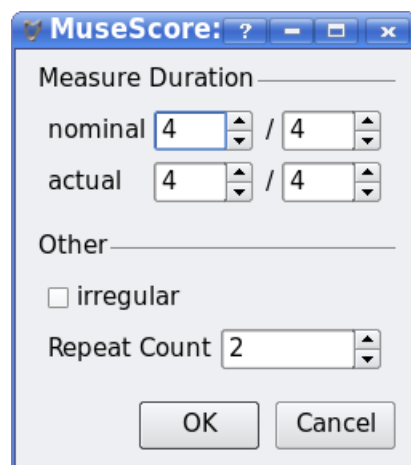 MuseScore: ?
Measure Duration
nominal 4 / 4
actual 4 / 4
Other
irregular
Repeat Count 2
OK Cancel